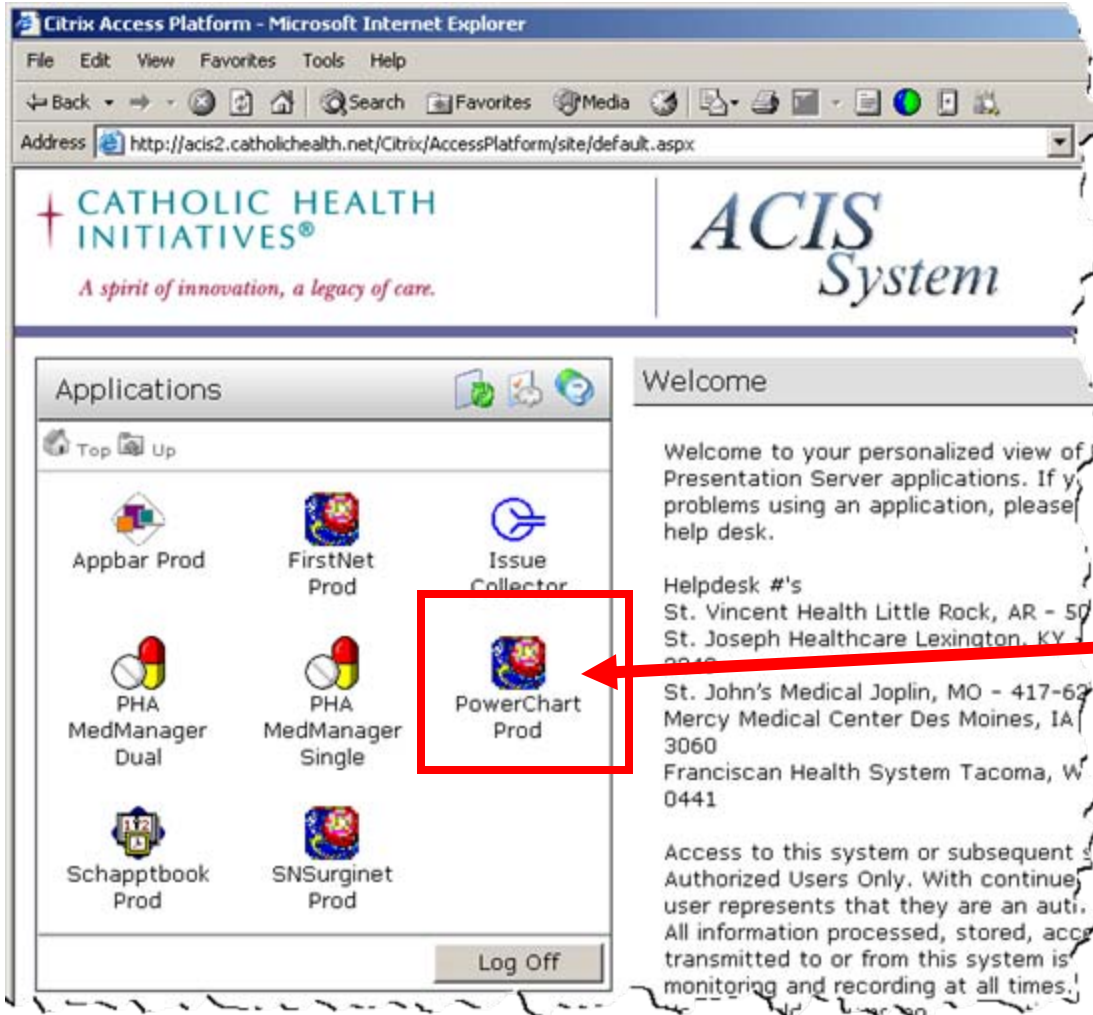 Citrix Access Platform - Microsoft Internet Explorer
File Edit View Favorites Tools Help
Back Search Favorites Media
Address http://acis2.catholichealth.net/Citrix/AccessPlatform/site/default.aspx
CATHOLIC HEALTH
INITIATIVES®
A spirit of innovation, a legacy of care.
ACIS
System
Applications
Top Up
Appbar Prod
FirstNet
Prod
Issue
Collector
PHA
MedManager
Dual
PHA
MedManager
Single
PowerChart
Prod
Schapptbook
Prod
SNSurginet
Prod
Log Off
Welcome
Welcome to your personalized view of
Presentation Server applications. If
problems using an application, please
help desk.
Helpdesk #'s
St. Vincent Health Little Rock, AR - 50
St. Joseph Healthcare Lexington, KY -
St. John's Medical Joplin, MO - 417-62
Mercy Medical Center Des Moines, IA
3060
Franciscan Health System Tacoma, W
0441
Access to this system or subsequent
Authorized Users Only. With continue
user represents that they are an
All information processed, stored,
transmitted to or from this system is
monitoring and recording at all times.